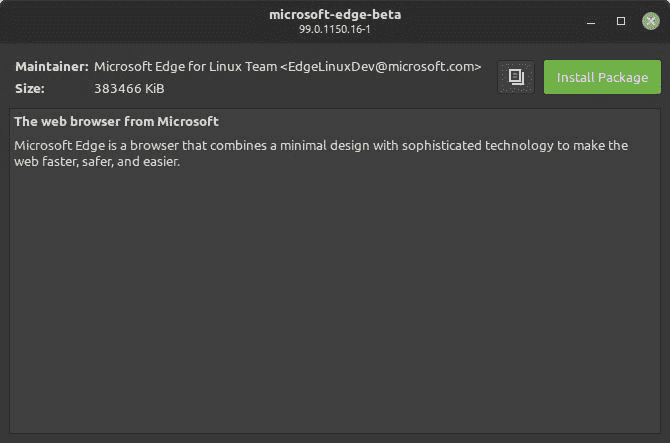 microsoft-edge-beta
99.0.1150.16-1
Maintainer: Microsoft Edge for Linux Team <EdgeLinuxDev@microsoft.com>
Install Package
Size: 383466 KiB
The web browser from Microsoft
Microsoft Edge is a browser that combines a minimal design with sophisticated technology to make the
web faster, safer, and easier.